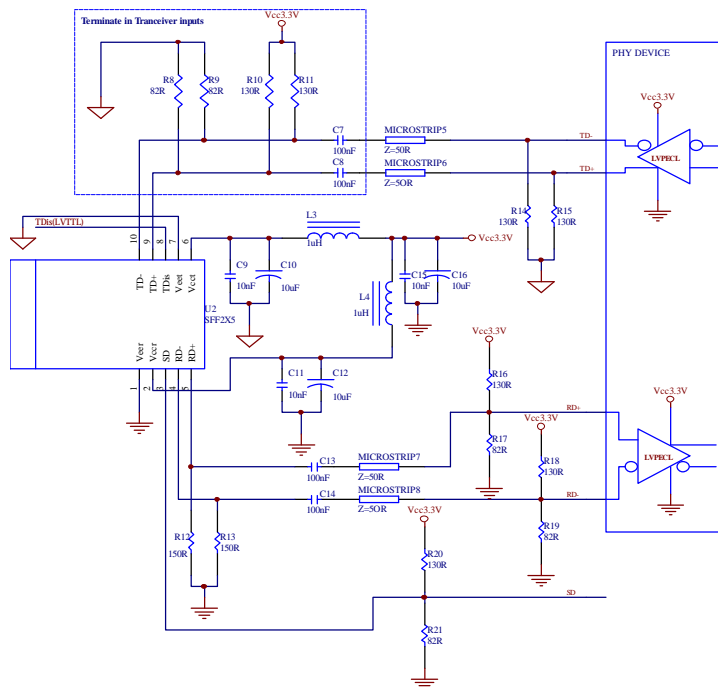 Terminate in Tranceiver inputs
Vcc3.3V
PHY DEVICE
R8
82R
R9
82R
R10
130R
R11
130R
Vcc3.3V
C7
100nF
MICROSTRIP5
Z=50R
TD-
C8
100nF
MICROSTRIP6
Z=5OR
TD+
LVPECL
TDis(LVTTL)
R14
130R
R15
130R
L3
1uH
Vcc3.3V
10
9
8
7
6
C9
10nF
C10
10uF
C15
10nF
C16
10uF
TD-
TD+
TDis
Veet
Vcct
L4
1uH
U2
SFF2X5
Veer
Vccr
SD
RD-
RD+
1
2
3
4
5
C11
10nF
C12
10uF
Vcc3.3V
R16
130R
Vcc3.3V
RD+
Vcc3.3V
R17
82R
LVPECL
C13
100nF
MICROSTRIP7
Z=50R
R18
130R
C14
100nF
MICROSTRIP8
Z=5OR
RD-
Vcc3.3V
R19
82R
R12
150R
R13
150R
R20
130R
SD
R21
82R